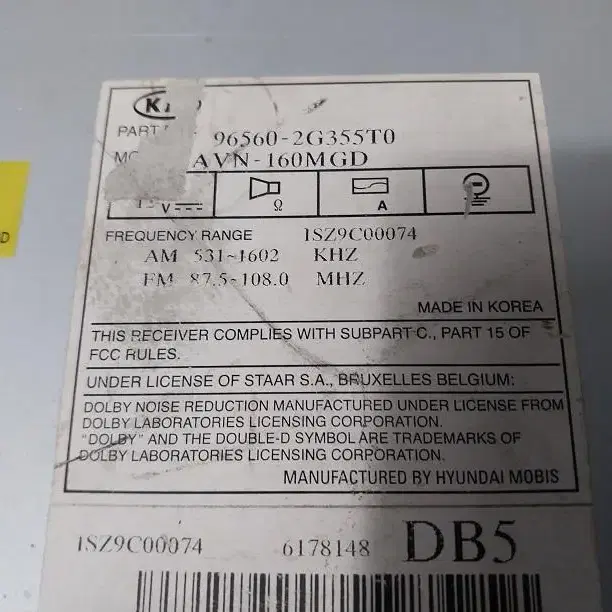 KIA
PART 96560-2G355T0
AVN-160MGD
V
Ω
A
FREQUENCY RANGE 1SZ9C00074
AM 531~1602 KHZ
FM 87.5~108.0 MHZ
MADE IN KOREA
THIS RECEIVER COMPLIES WITH SUBPART C., PART 15 OF
FCC RULES.
UNDER LICENSE OF STAAR S.A., BRUXELLES BELGIUM:
DOLBY NOISE REDUCTION MANUFACTURED UNDER LICENSE FROM
DOLBY LABORATORIES LICENSING CORPORATION.
"DOLBY" AND THE DOUBLE-D SYMBOL ARE TRADEMARKS OF
DOLBY LABORATORIES LICENSING CORPORATION.
MANUFACTURED BY HYUNDAI MOBIS
1SZ9C00074 6178148 DB5